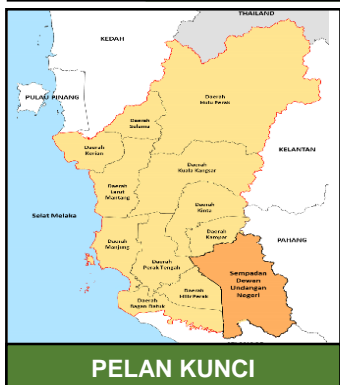 THAILAND
KEDAH
PULAU PINANG
Daerah
Hulu Perak
Daerah
Selama
Daerah
Kerian
KELANTAN
Daerah
Kuala Kangsar
Daerah
Larut
Matang
Daerah
Kinta
Selat Melaka
Daerah
Kampar
PAHANG
Daerah
Manjung
Daerah
Perak Tengah
Sempadan
Dewan
Undangan
Negeri
Daerah
Hilir Perak
Daerah
Bagan Datuk
PELAN KUNCI